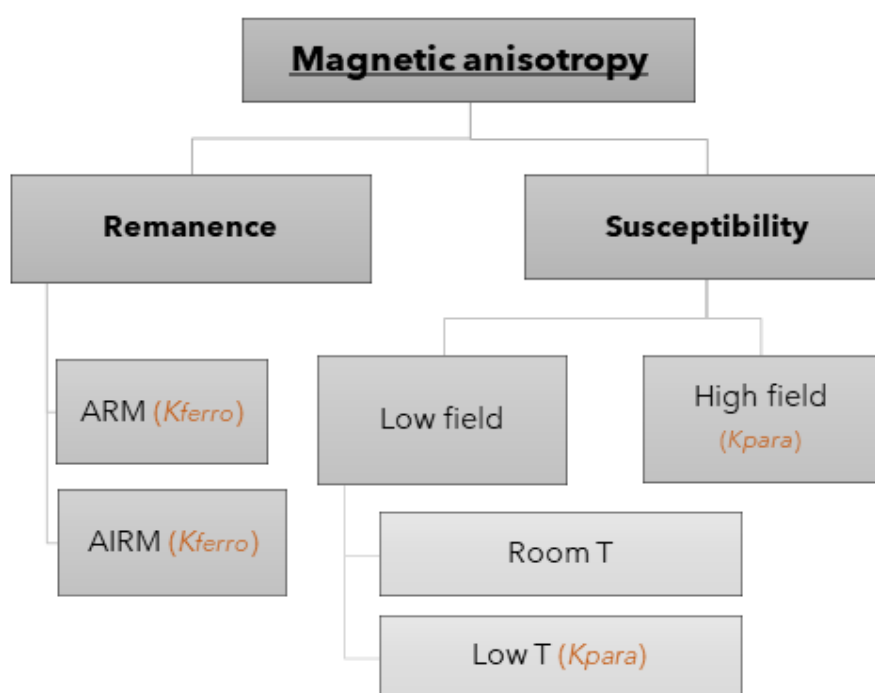 Magnetic anisotropy
Remanence
Susceptibility
ARM (Kferro)
AIRM (Kferro)
Low field
High field
(Kpara)
Room T
Low T (Kpara)